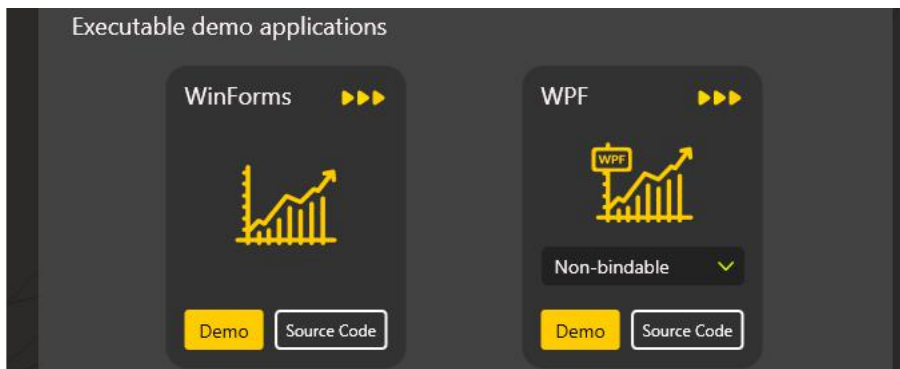 Executable demo applications
WinForms
WPF
WPF
Non-bindable
Demo
Source Code
Demo
Source Code